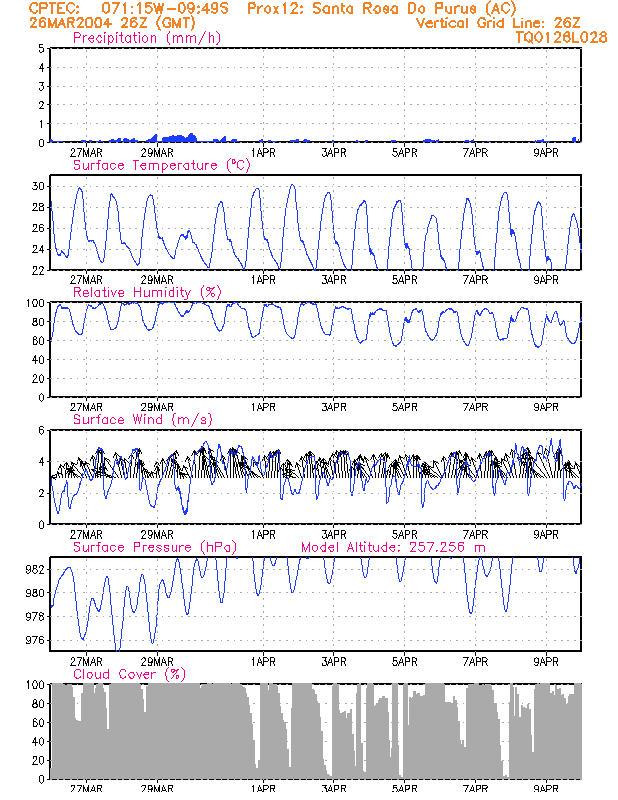 CPTEC: 071:15W-09:49S Prox12: Santa Rosa Do Purus (AC)
26MAR2004 26Z (GMT) Vertical Grid Line: 26Z
Precipitation (mm/h) TQ0126L028
5
4
3
2
1
0
27MAR 29MAR 1APR 3APR 5APR 7APR 9APR
Surface Temperature (°C)
30
28
26
24
22
27MAR 29MAR 1APR 3APR 5APR 7APR 9APR
Relative Humidity (%)
100
80
60
40
20
0
27MAR 29MAR 1APR 3APR 5APR 7APR 9APR
Surface Wind (m/s)
6
4
2
0
27MAR 29MAR 1APR 3APR 5APR 7APR 9APR
Surface Pressure (hPa) Model Altitude: 257.256 m
982
980
978
976
27MAR 29MAR 1APR 3APR 5APR 7APR 9APR
Cloud Cover (%)
100
80
60
40
20
0
27MAR 29MAR 1APR 3APR 5APR 7APR 9APR